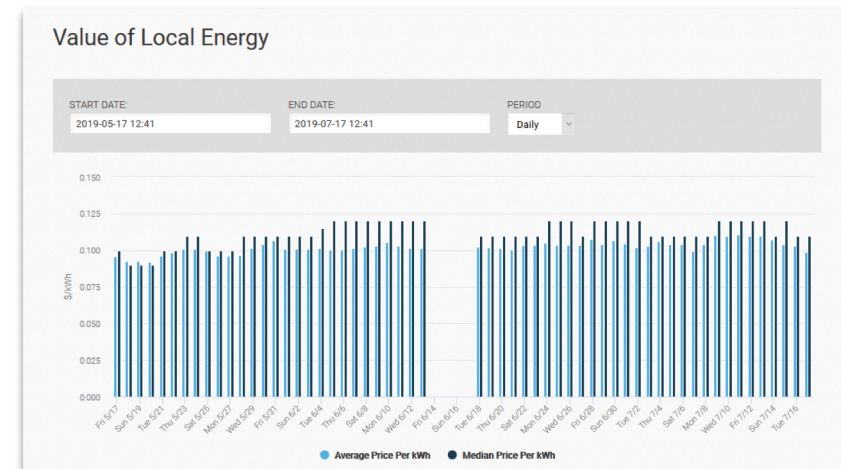 Value of Local Energy
START DATE: END DATE: PERIOD
2019-05-17 12:41 2019-07-17 12:41 Daily
0.150
0.125
0.100
0.075
0.050
0.025
0.000
$/kWh
Fri 5/17 Sun 5/19 Tue 5/21 Thu 5/23 Sat 5/25 Mon 5/27 Wed 5/29 Fri 5/31 Sun 6/2 Tue 6/4 Thu 6/6 Sat 6/8 Mon 6/10 Wed 6/12 Fri 6/14 Sun 6/16 Tue 6/18 Thu 6/20 Sat 6/22 Mon 6/24 Wed 6/26 Fri 6/28 Sun 6/30 Tue 7/2 Thu 7/4 Sat 7/6 Mon 7/8 Wed 7/10 Fri 7/12 Sun 7/14 Tue 7/16
Average Price Per kWh Median Price Per kWh